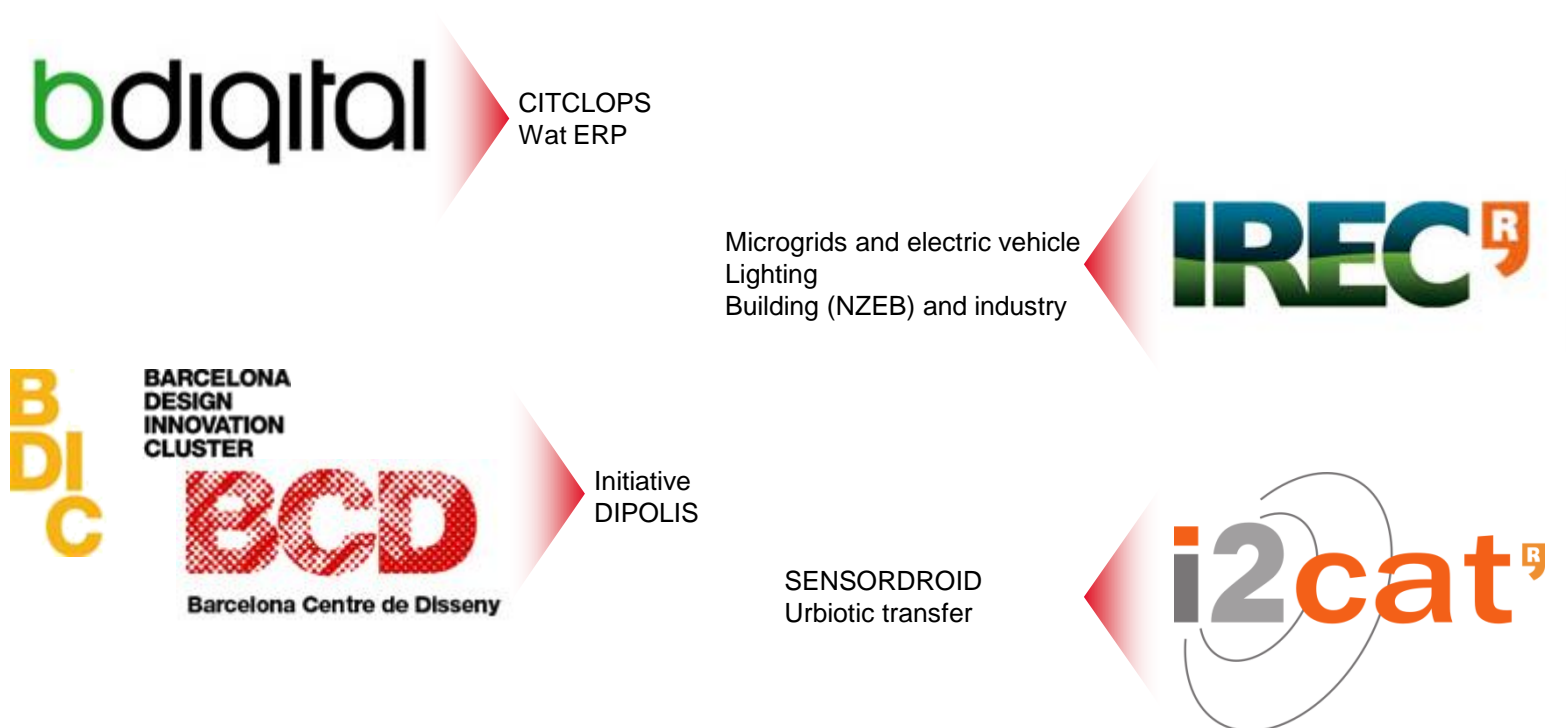 bdigital
CITCLOPS
Wat ERP
Microgrids and electric vehicle
Lighting
Building (NZEB) and industry
IREC R
B
DI
C
BARCELONA
DESIGN
INNOVATION
CLUSTER
BCD
Barcelona Centre de Disseny
Initiative
DIPOLIS
SENSORDROID
Urbiotic transfer
i2cat R